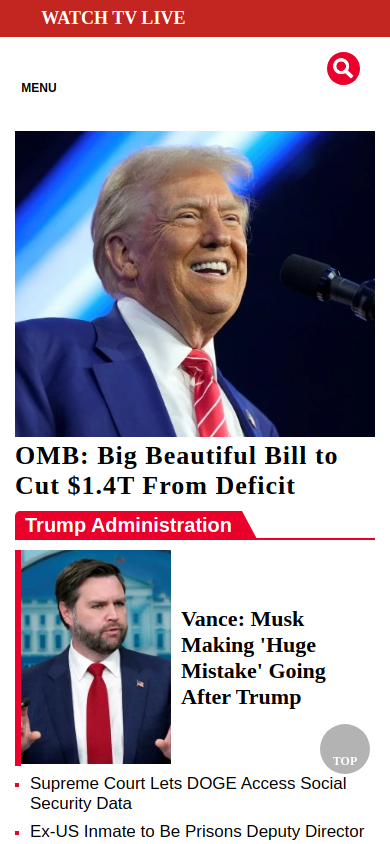 WATCH TV LIVE
MENU
OMB: Big Beautiful Bill to
Cut $1.4T From Deficit
Trump Administration
Vance: Musk
Making 'Huge
Mistake' Going
After Trump
TOP
Supreme Court Lets DOGE Access Social
Security Data
Ex-US Inmate to Be Prisons Deputy Director